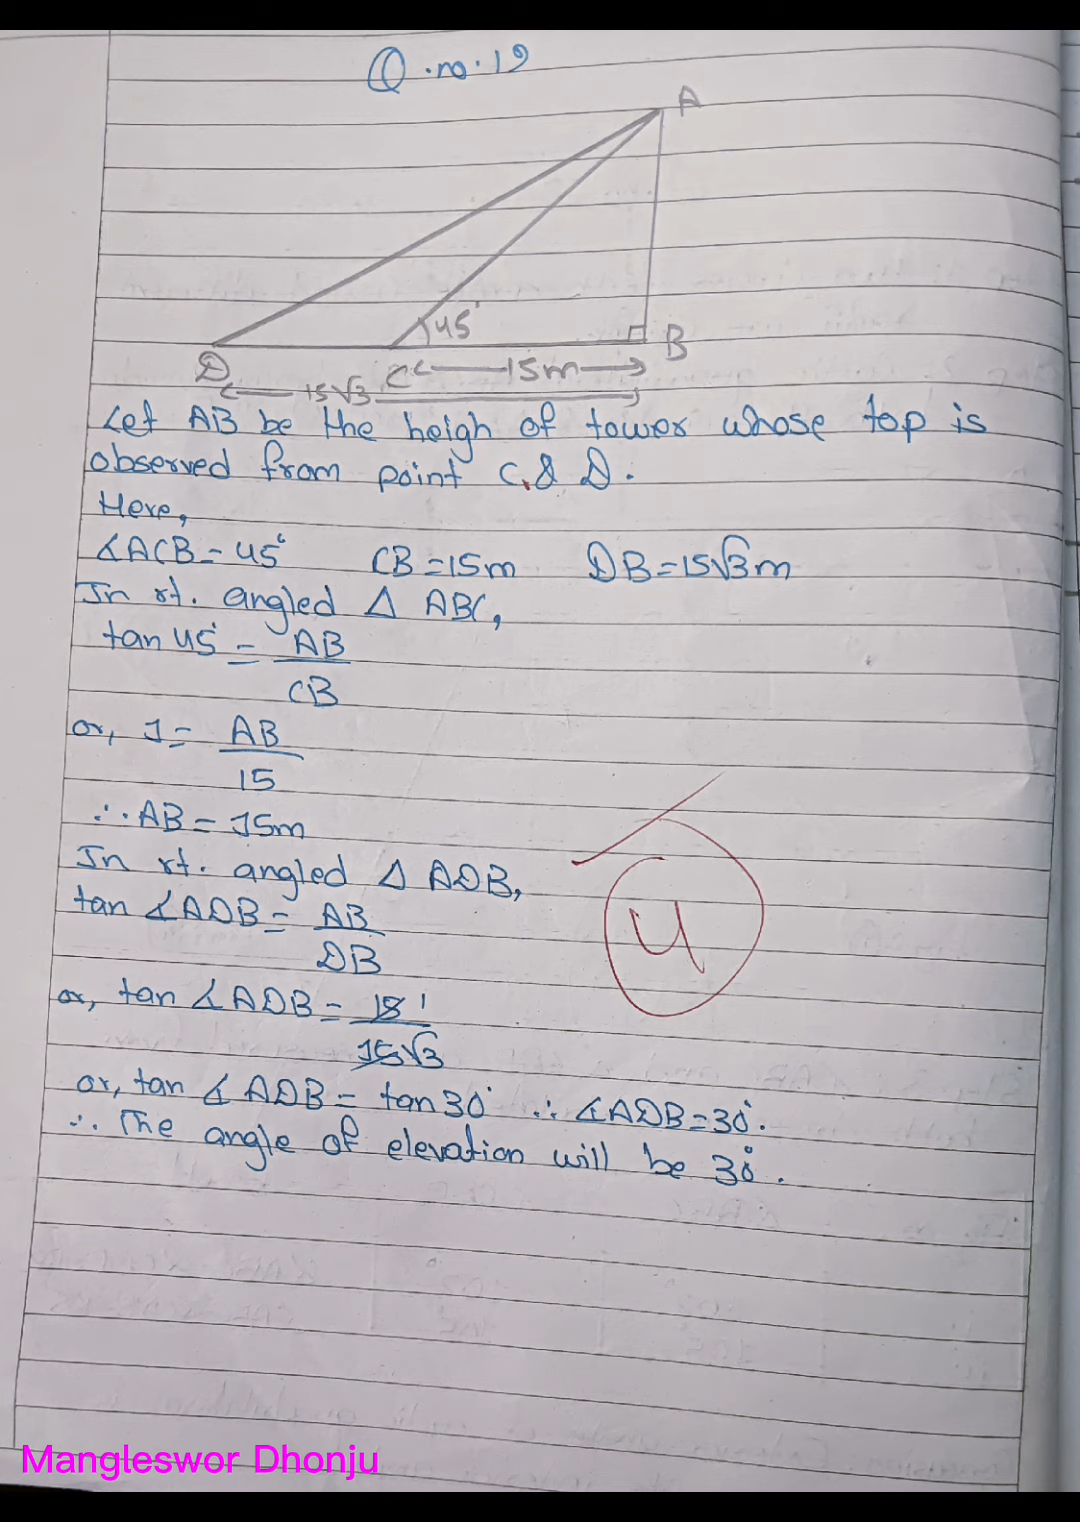 Q.no.19
A
45°
B
D
C
15m
15√3
Let AB be the heigh of tower whose top is
observed from point C & D.
Here,
∠ACB = 45° CB = 15m DB = 15√3m
In rt. angled △ ABC,
tan 45° = AB
CB
or, 1 = AB
15
∴ AB = 15m
In rt. angled △ ADB,
tan ∠ADB = AB
DB
or, tan ∠ADB = 15 1
15√3
or, tan ∠ADB = tan 30° ∴ ∠ADB = 30°.
∴ The angle of elevation will be 30°.
4
Mangleswor Dhonju